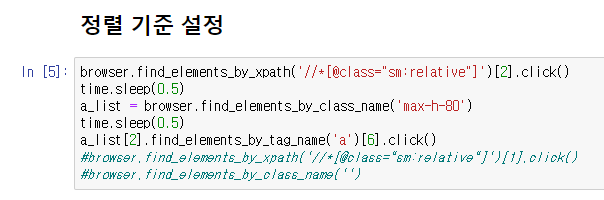 정렬 기준 설정
In [5]: browser.find_elements_by_xpath('//*[@class="sm:relative"]')[2].click()
time.sleep(0.5)
a_list = browser.find_elements_by_class_name('max-h-80')
time.sleep(0.5)
a_list[2].find_elements_by_tag_name('a')[6].click()
#browser.find_elements_by_xpath('//*[@class="sm:relative"]')[1].click()
#browser.find_elements_by_class_name('')